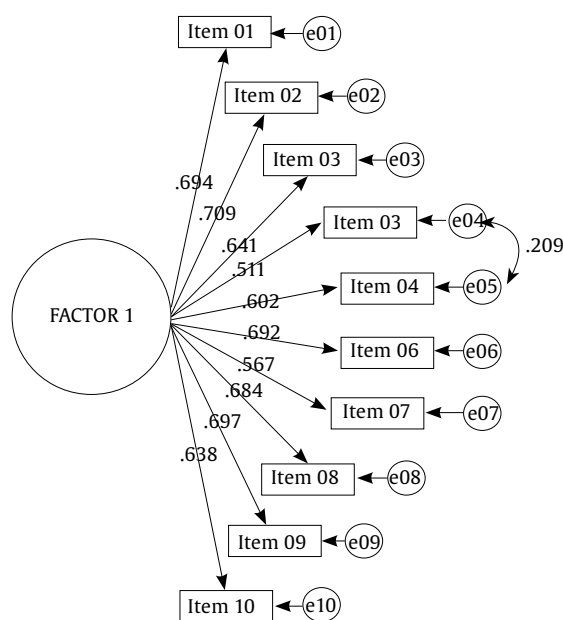 Item 01
e01
Item 02
e02
Item 03
e03
.694
.709
Item 03
e04
.641
.209
.511
Item 04
e05
.602
FACTOR 1
.692
Item 06
e06
.567
.684
Item 07
e07
.697
.638
Item 08
e08
Item 09
e09
Item 10
e10